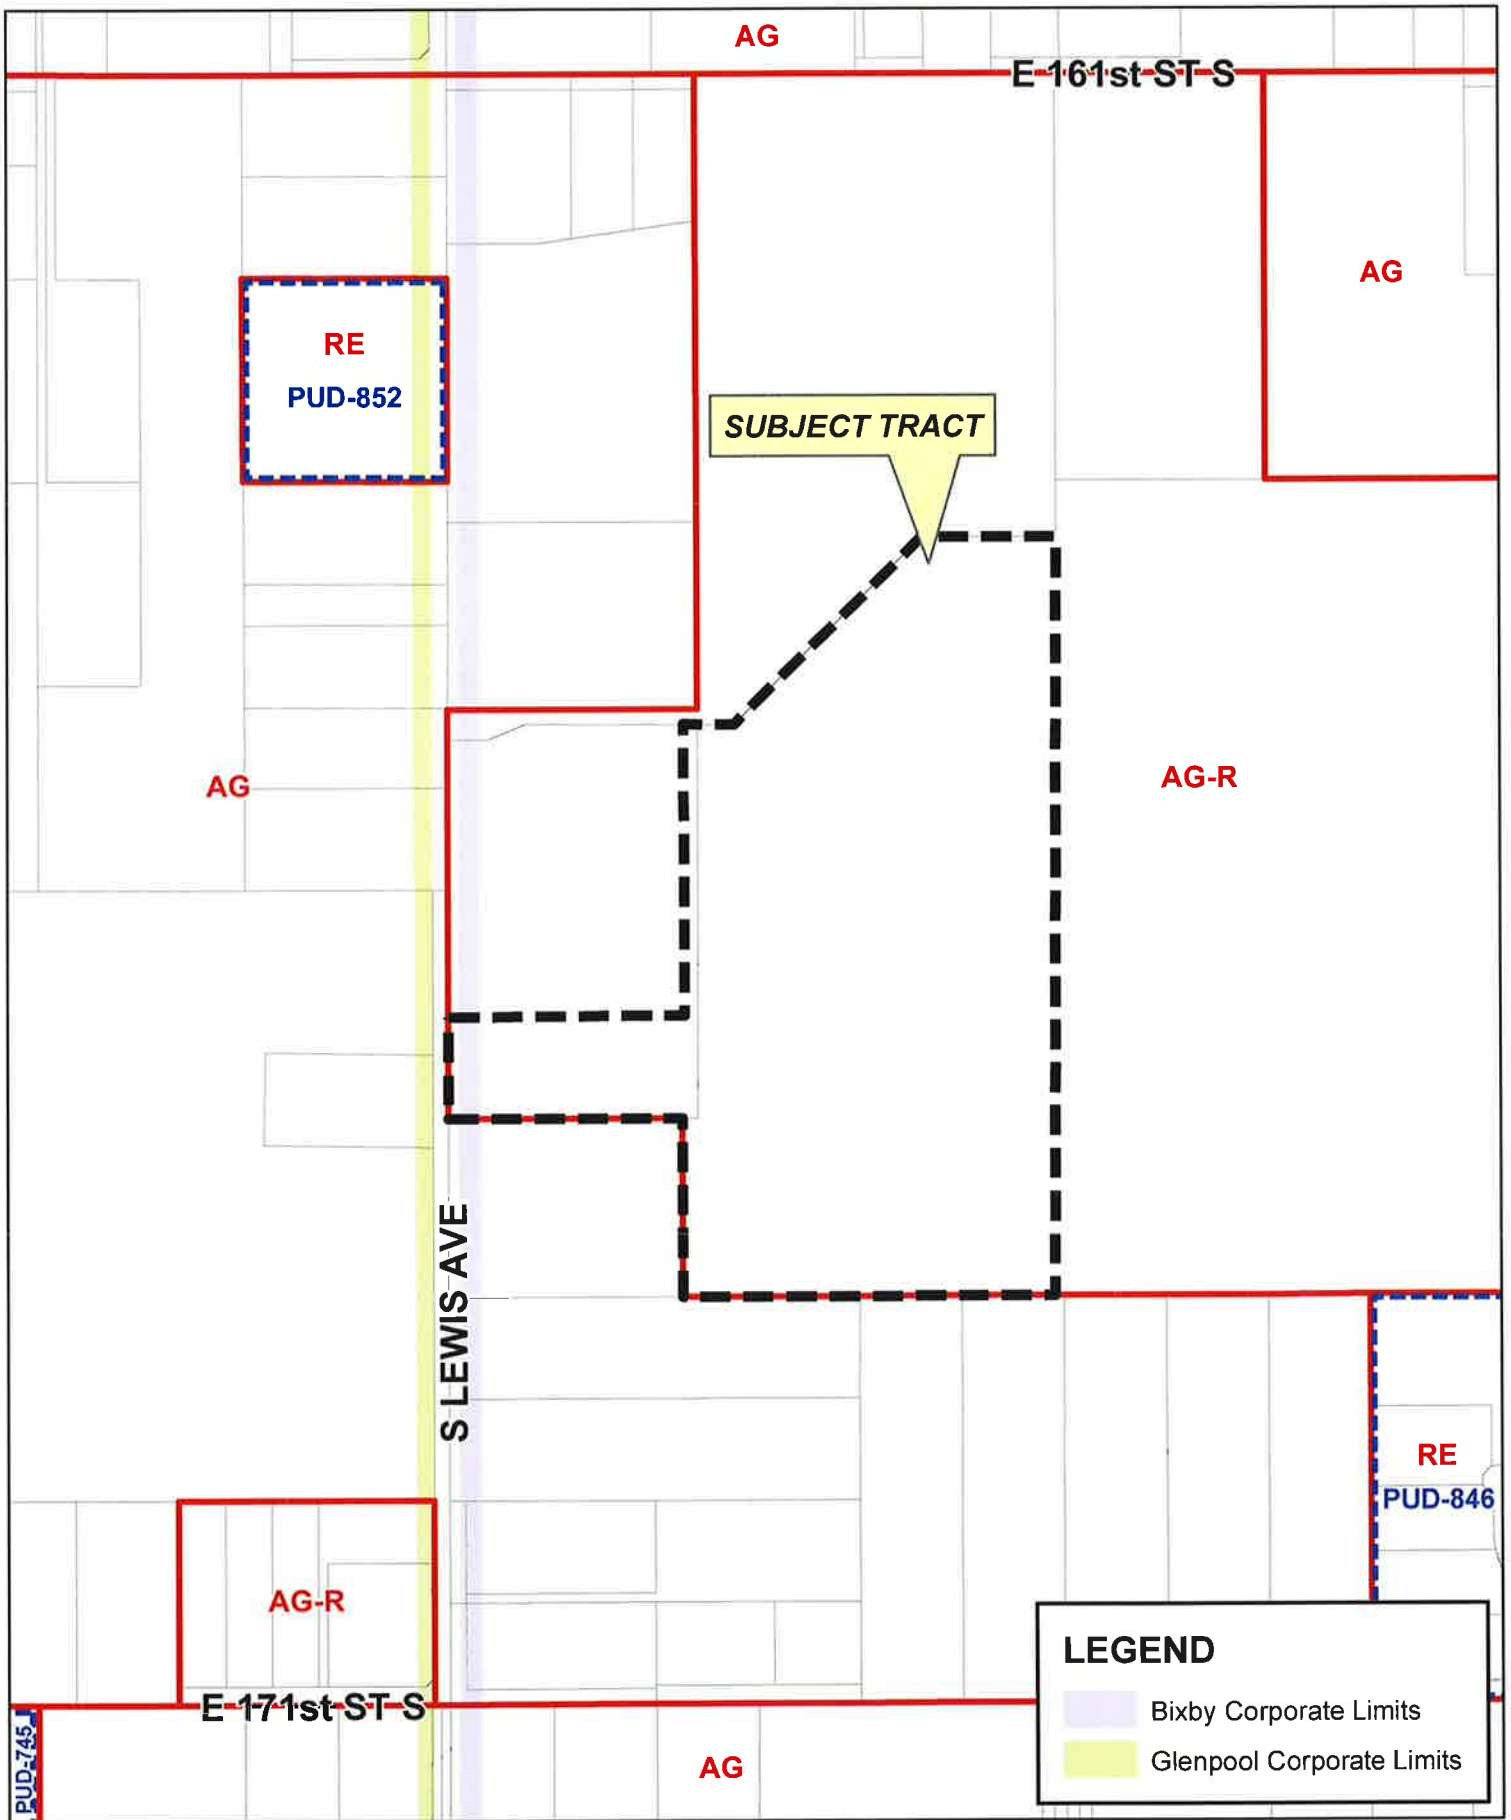 AG
E 161st ST S
AG
RE
PUD-852
SUBJECT TRACT
AG
AG-R
S LEWIS AVE
RE
PUD-846
AG-R
LEGEND
Bixby Corporate Limits
Glenpool Corporate Limits
E 171st ST S
PUD-745
AG